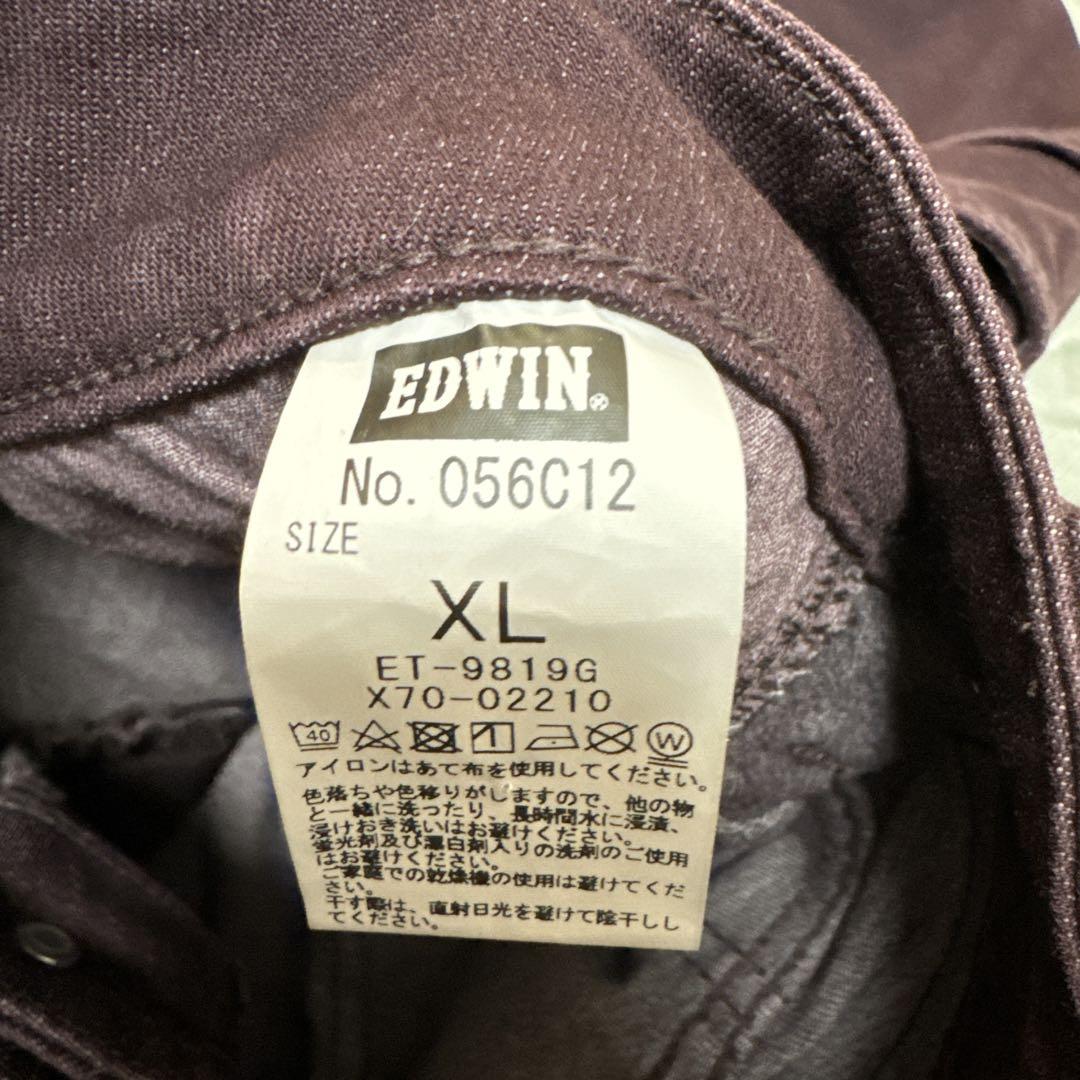 EDWIN®
No. 056C12
SIZE
XL
ET-9819G
X70-02210
40
W
アイロンはあて布を使用してください。
色落ちや色移りがしますので、他の物
と一緒に洗ったり、長時間水に浸漬、
浸けおき洗いはお避けください。
蛍光剤及び漂白剤入りの洗剤のご使用
はお避けください。
ご家庭での乾燥機の使用は避けてくだ
さい。
干す際は、直射日光を避けて陰干しし
てください。